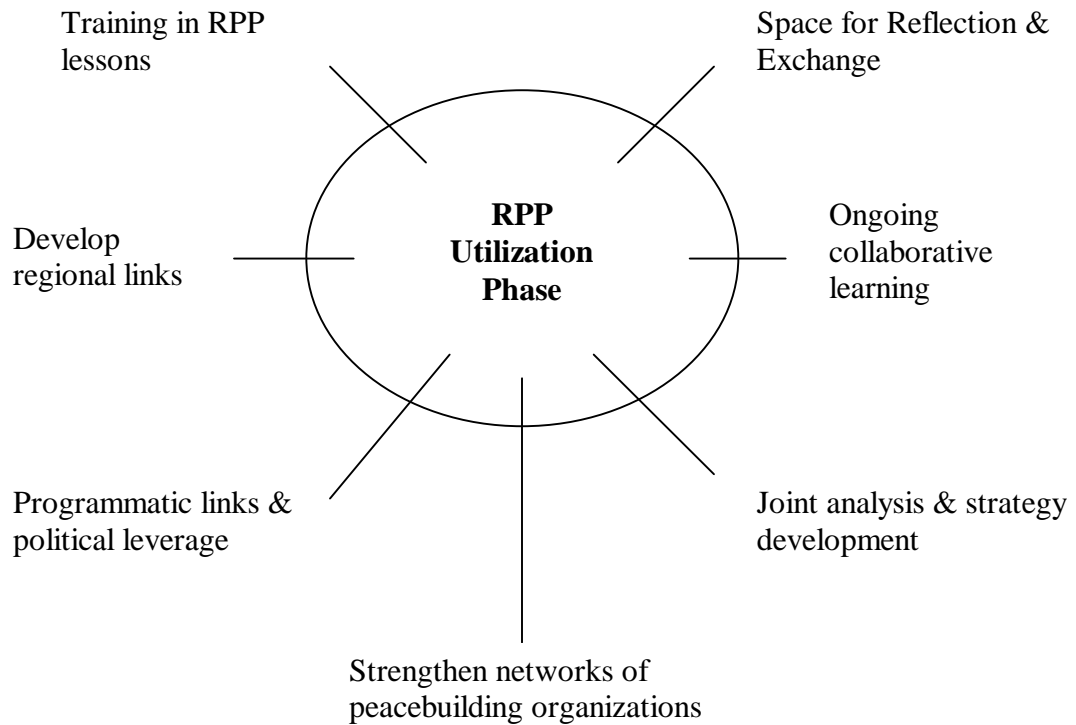 Training in RPP
lessons
Space for Reflection &
Exchange
RPP
Utilization
Phase
Develop
regional links
Ongoing
collaborative
learning
Programmatic links &
political leverage
Joint analysis & strategy
development
Strengthen networks of
peacebuilding organizations